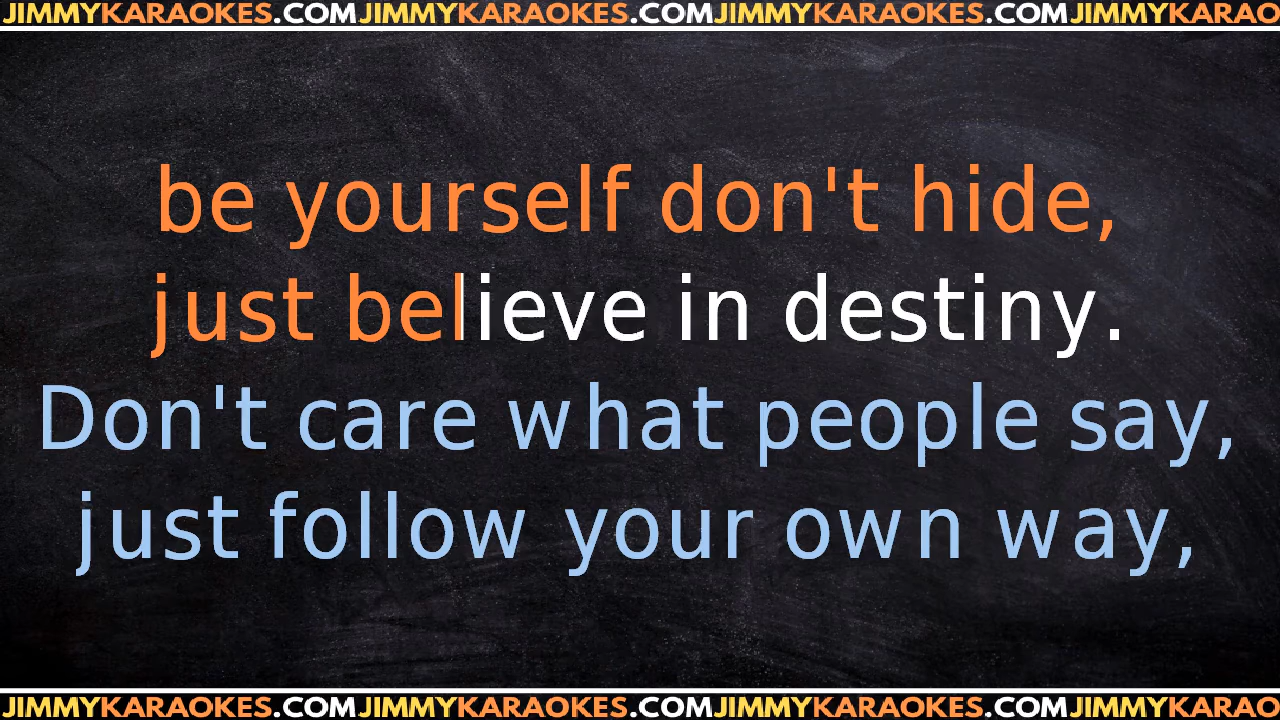 JIMMYKARAOKES.COMJIMMYKARAOKES.COMJIMMYKARAOKES.COMJIMMYKARAO
be yourself don't hide,
just believe in destiny.
Don't care what people say,
just follow your own way,
JIMMYKARAOKES.COMJIMMYKARAOKES.COMJIMMYKARAOKES.COMJIMMYKARAO